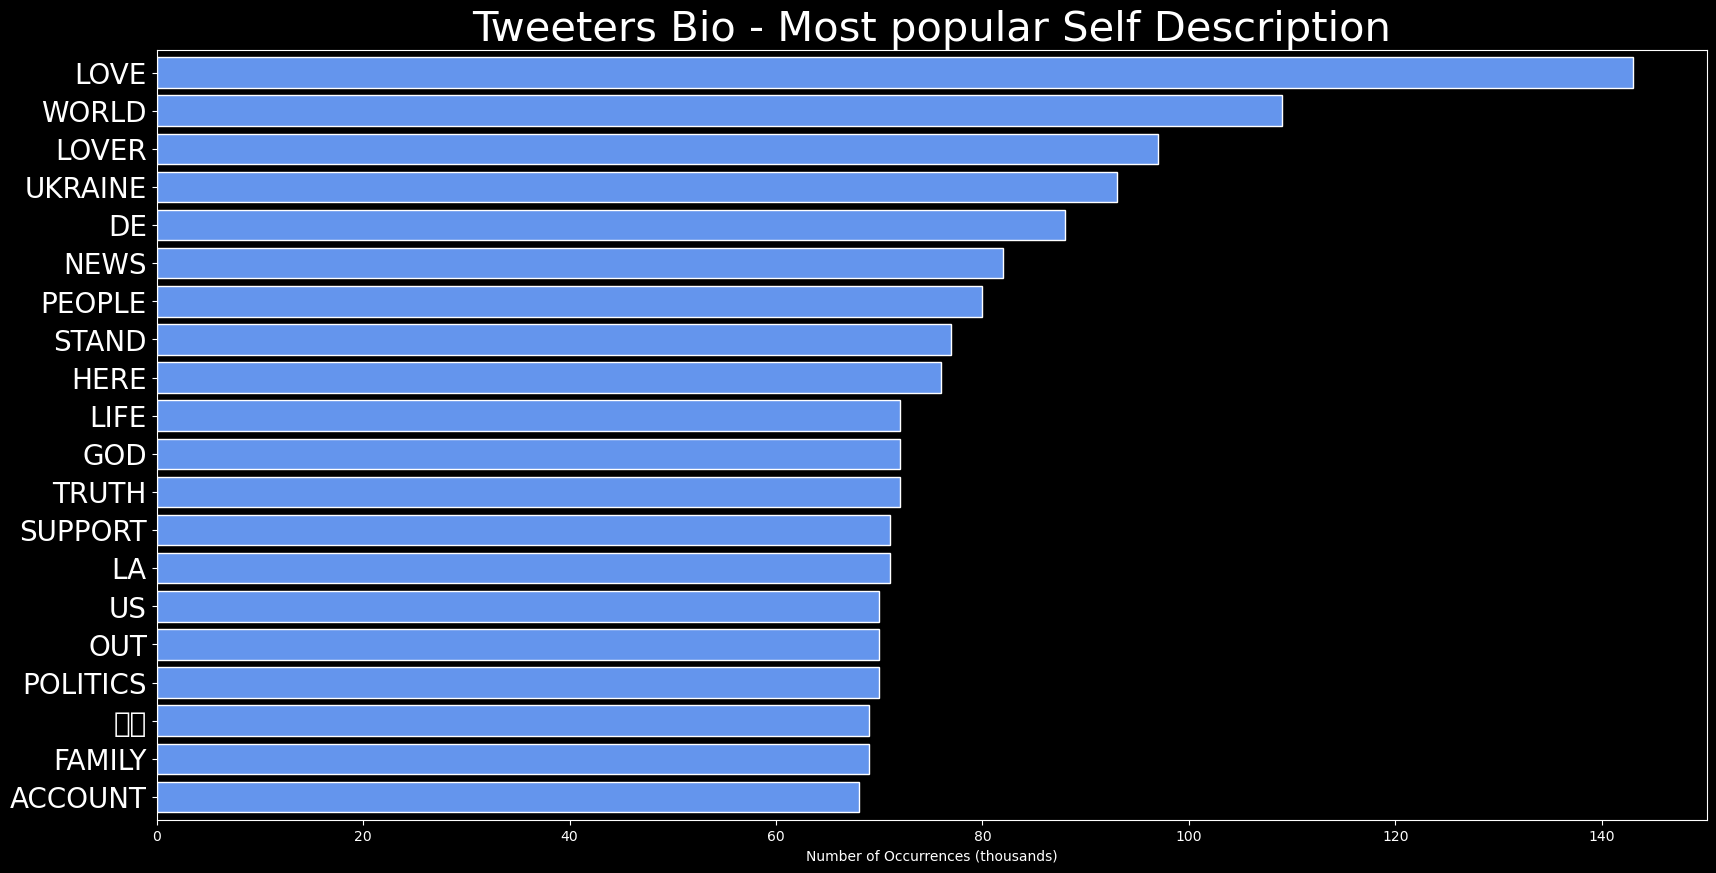 Tweeters Bio - Most popular Self Description
LOVE
WORLD
LOVER
UKRAINE
DE
NEWS
PEOPLE
STAND
HERE
LIFE
GOD
TRUTH
SUPPORT
LA
US
OUT
POLITICS
FAMILY
ACCOUNT
0 20 40 60 80 100 120 140
Number of Occurrences (thousands)